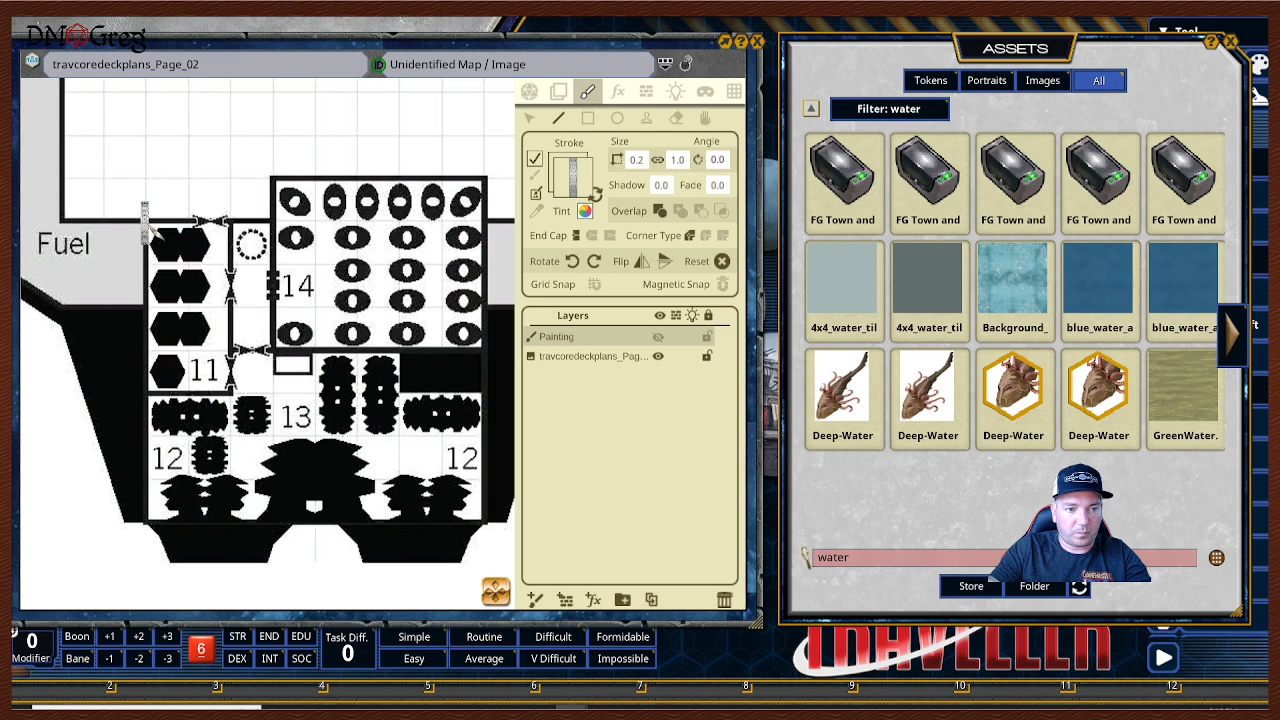 DM Greg
travcoredeckplans_Page_02
ID Unidentified Map / Image
Fuel
14
11
13
12
12
Stroke
Size
Angle
0.2
1.0
0.0
Shadow 0.0 Fade 0.0
Tint
Overlap
End Cap
Corner Type
Rotate
Flip
Reset
Grid Snap
Magnetic Snap
Layers
Painting
travcoredeckplans_Pag...
ASSETS
Tokens Portraits Images All
Filter: water
FG Town and FG Town and FG Town and FG Town and FG Town and
4x4_water_til 4x4_water_til Background_ blue_water_a blue_water_a
Deep-Water Deep-Water Deep-Water Deep-Water GreenWater.
water
Store Folder
0
Modifier
Boon +1 +2 +3
Bane -1 -2 -3
6
STR END EDU
DEX INT SOC
Task Diff.
0
Simple Routine Difficult Formidable
Easy Average V Difficult Impossible
TRAVELLER
2 3 4 5 6 7 8 9 10 11 12